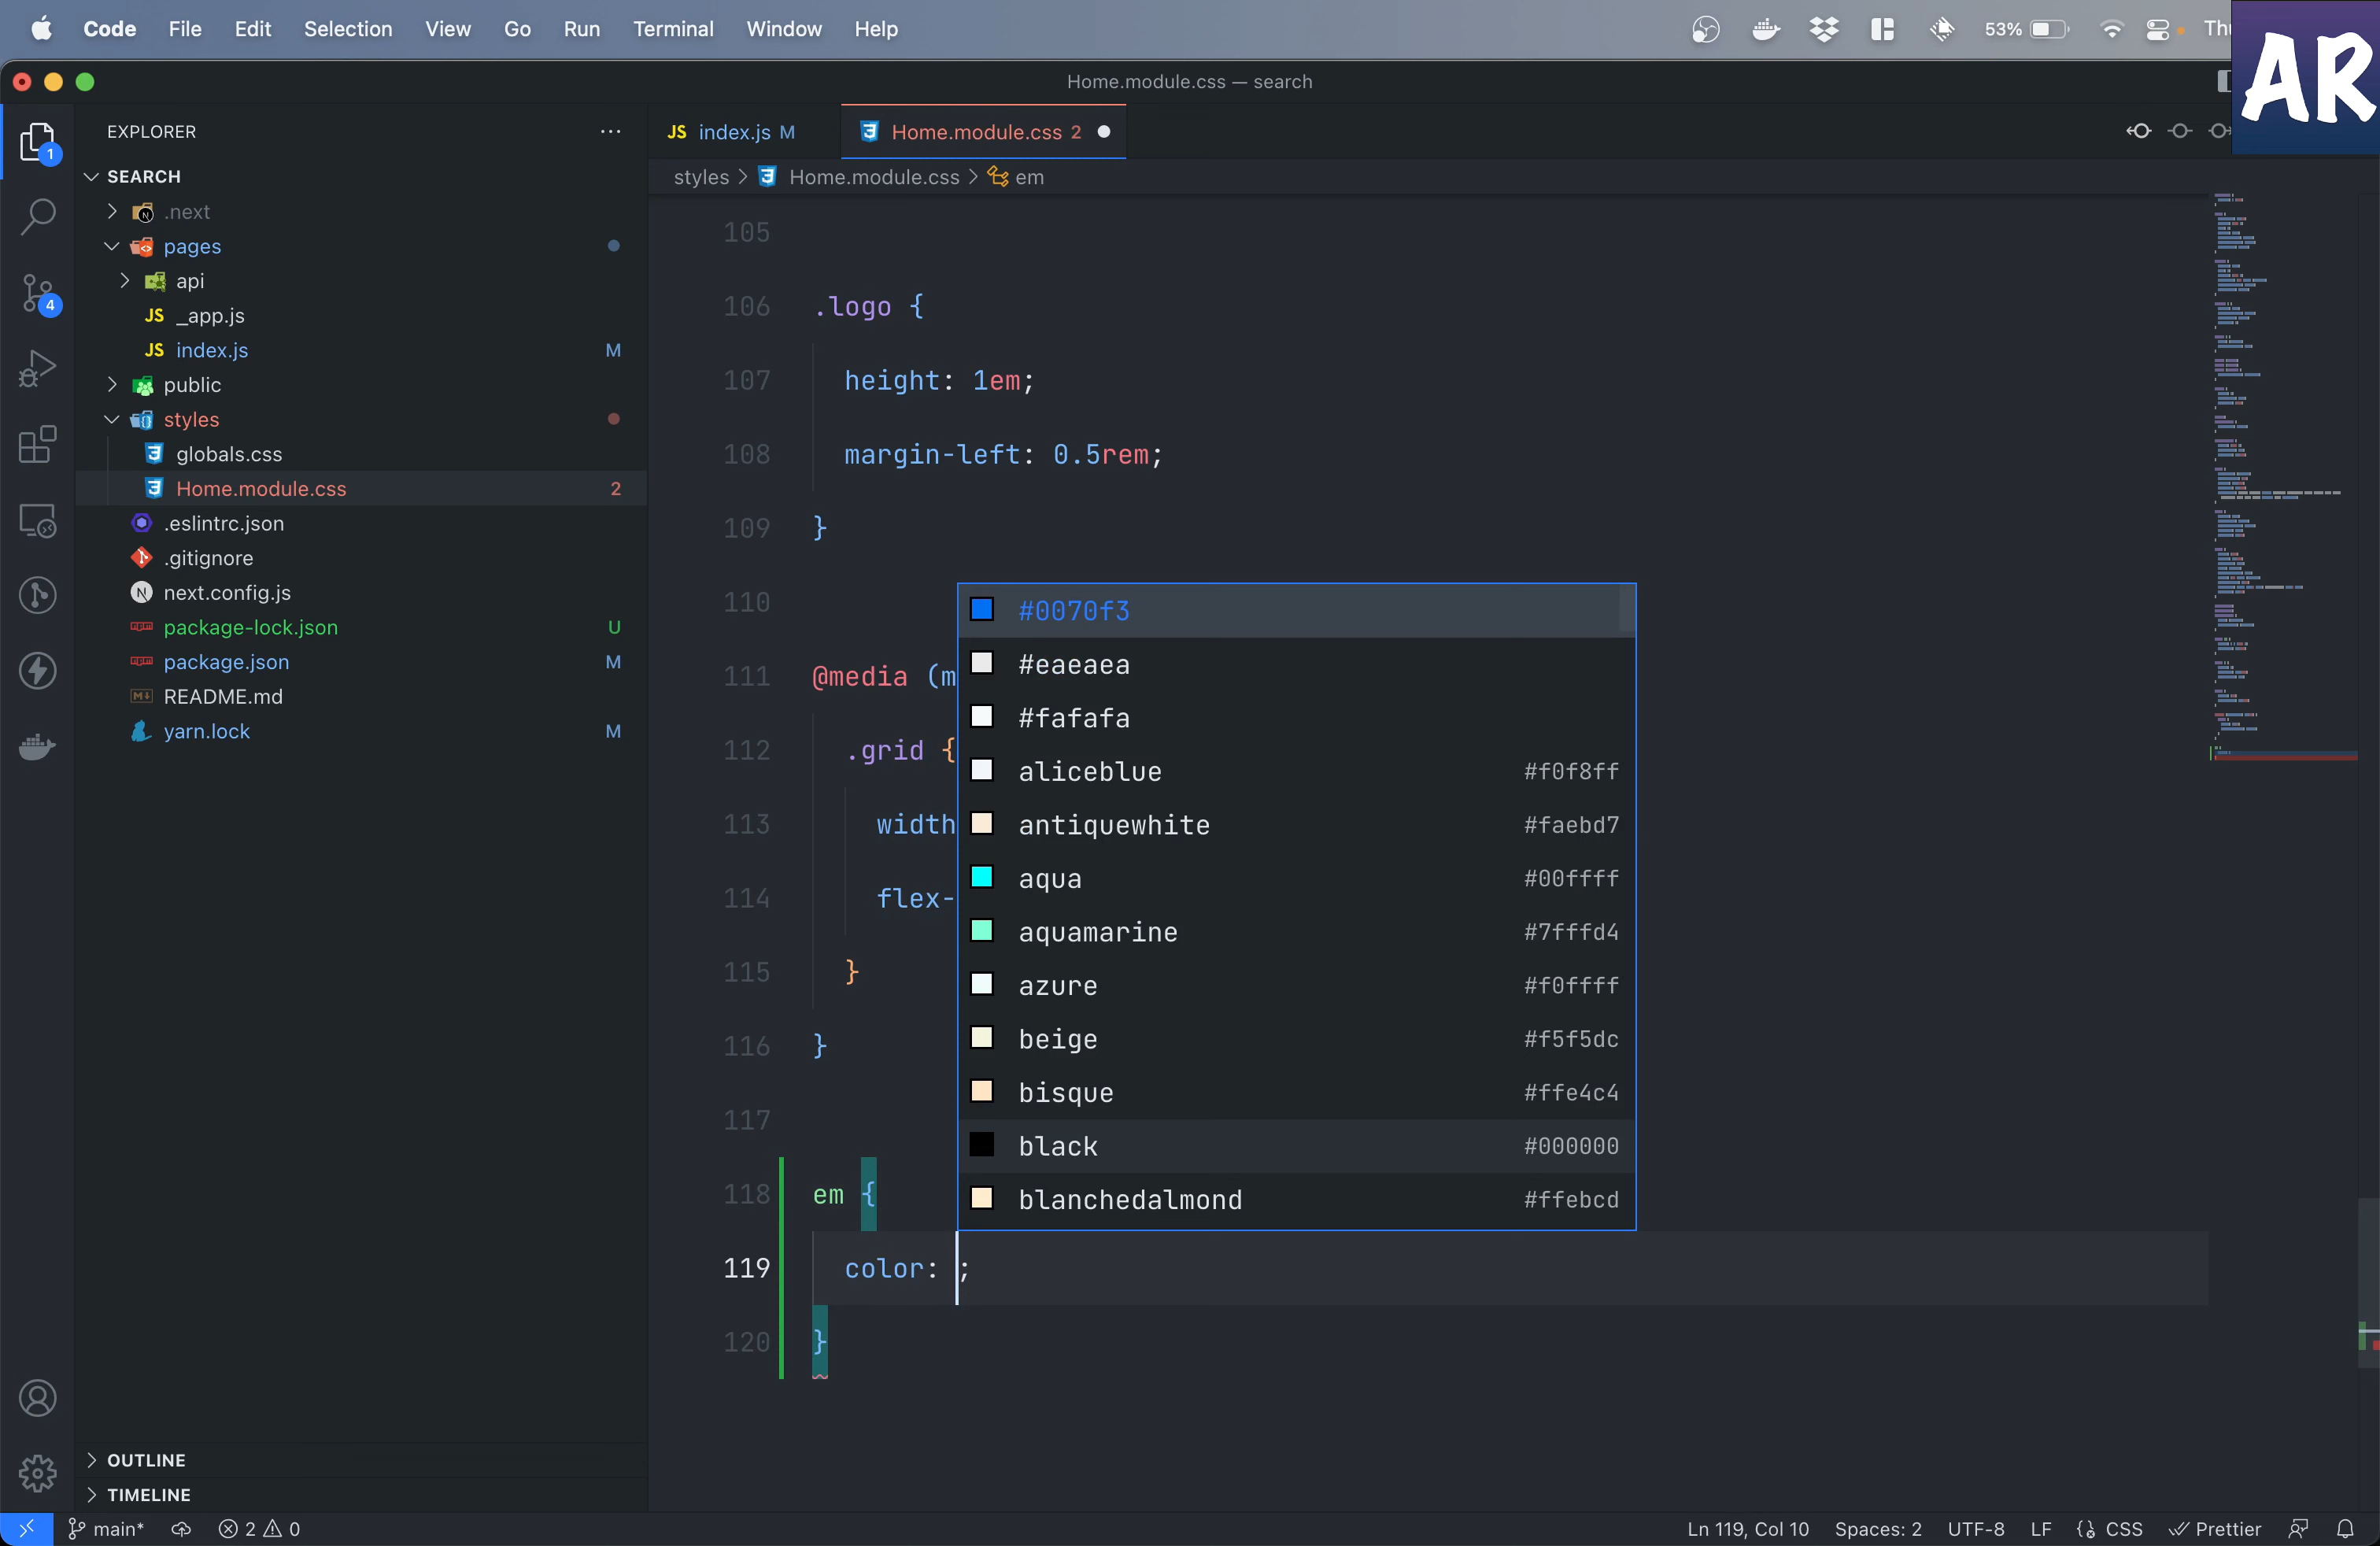 Code File Edit Selection View Go Run Terminal Window Help 53% Thu
AR
Home.module.css — search
EXPLORER
JS index.js M
Home.module.css 2
styles > Home.module.css > em
SEARCH
.next
pages
api
JS _app.js
JS index.js M
public
styles
globals.css
Home.module.css 2
.eslintrc.json
.gitignore
next.config.js
package-lock.json U
package.json M
README.md
yarn.lock M
OUTLINE
TIMELINE
1
4
105
106 .logo {
107 height: 1em;
108 margin-left: 0.5rem;
109 }
110
111 @media (m
112 .grid {
113 width
114 flex-
115 }
116 }
117
118 em {
119 color: ;
120 }
#0070f3
#eaeaea
#fafafa
aliceblue #f0f8ff
antiquewhite #faebd7
aqua #00ffff
aquamarine #7fffd4
azure #f0ffff
beige #f5f5dc
bisque #ffe4c4
black #000000
blanchedalmond #ffebcd
main* 2 0 Ln 119, Col 10 Spaces: 2 UTF-8 LF CSS Prettier